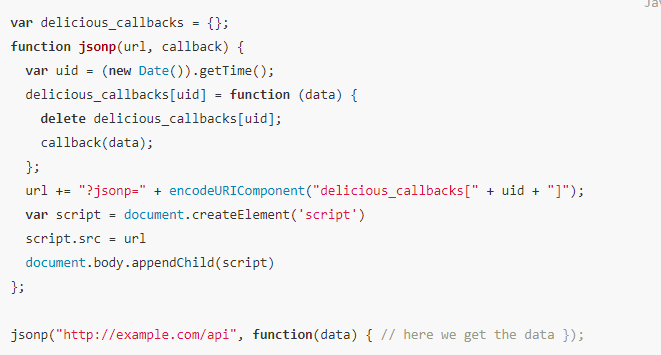 Jav
var delicious_callbacks = {};
function jsonp(url, callback) {
  var uid = (new Date()).getTime();
  delicious_callbacks[uid] = function (data) {
    delete delicious_callbacks[uid];
    callback(data);
  };
  url += "?jsonp=" + encodeURIComponent("delicious_callbacks[" + uid + "]");
  var script = document.createElement('script')
  script.src = url
  document.body.appendChild(script)
};
jsonp("http://example.com/api", function(data) { // here we get the data });